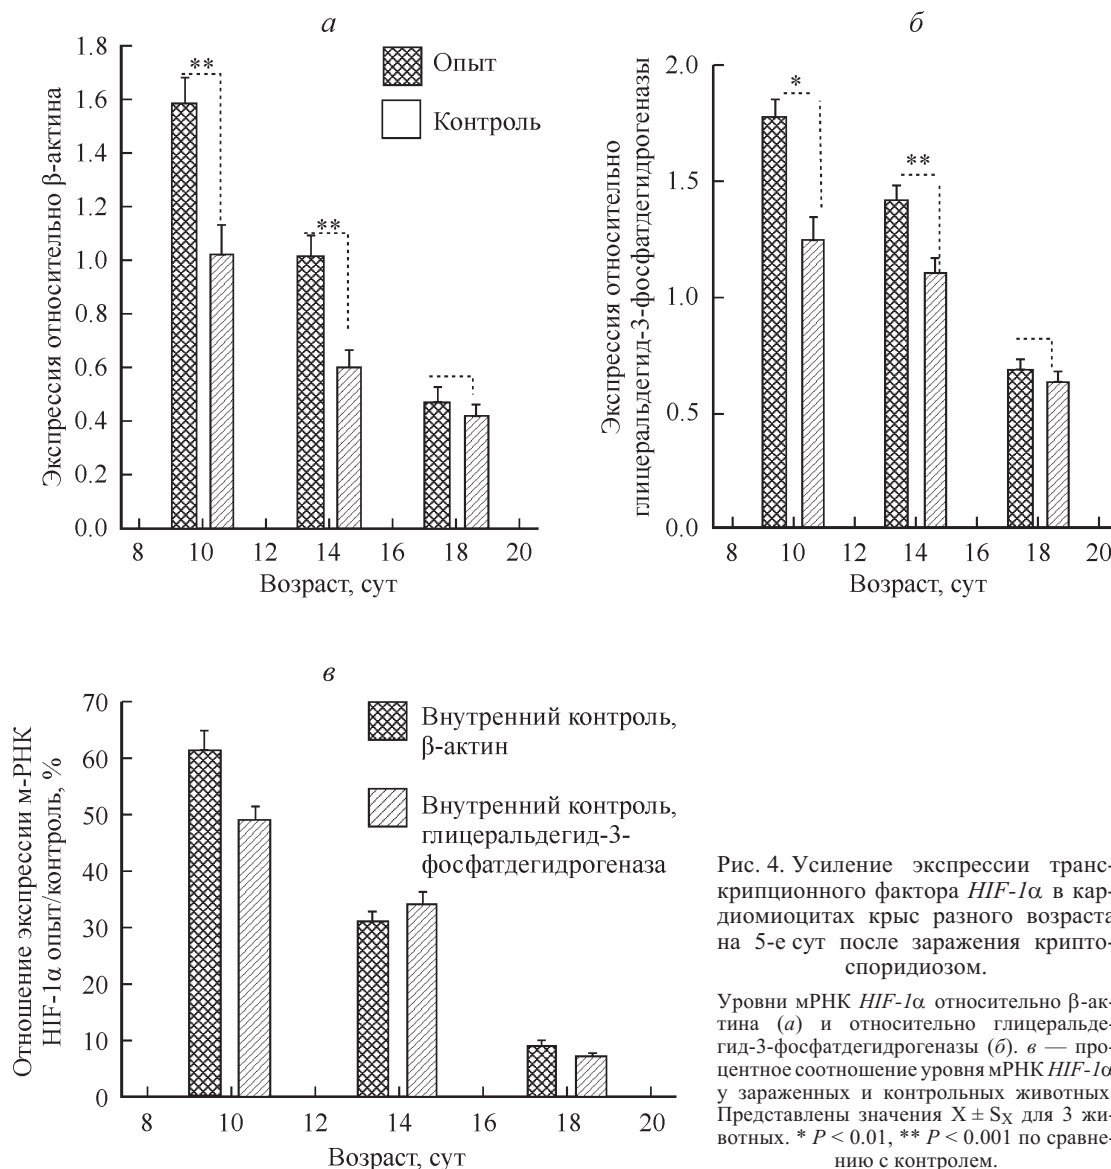 а
Экспрессия относительно β-актина
1.8
1.6
1.4
1.2
1.0
0.8
0.6
0.4
0.2
0.0
**
**
Опыт
Контроль
8 10 12 14 16 18 20
Возраст, сут
б
Экспрессия относительно
глицеральдегид-3-фосфатдегидрогеназы
2.0
1.5
1.0
0.5
0.0
*
**
8 10 12 14 16 18 20
Возраст, сут
в
Отношение экспрессии м-РНК
HIF-1α опыт/контроль, %
70
60
50
40
30
20
10
0
Внутренний контроль,
β-актин
Внутренний контроль,
глицеральдегид-3-
фосфатдегидрогеназа
8 10 12 14 16 18 20
Возраст, сут
Рис. 4. Усиление экспрессии транс-
крипционного фактора HIF-1α в кар-
диомиоцитах крыс разного возраста
на 5-е сут после заражения крипто-
споридиозом.
Уровни мРНК HIF-1α относительно β-ак-
тина (а) и относительно глицеральде-
гид-3-фосфатдегидрогеназы (б). в — про-
центное соотношение уровня мРНК HIF-1α
у зараженных и контрольных животных
Представлены значения X ± SX для 3 жи-
вотных. * P < 0.01, ** P < 0.001 по сравне-
нию с контролем.